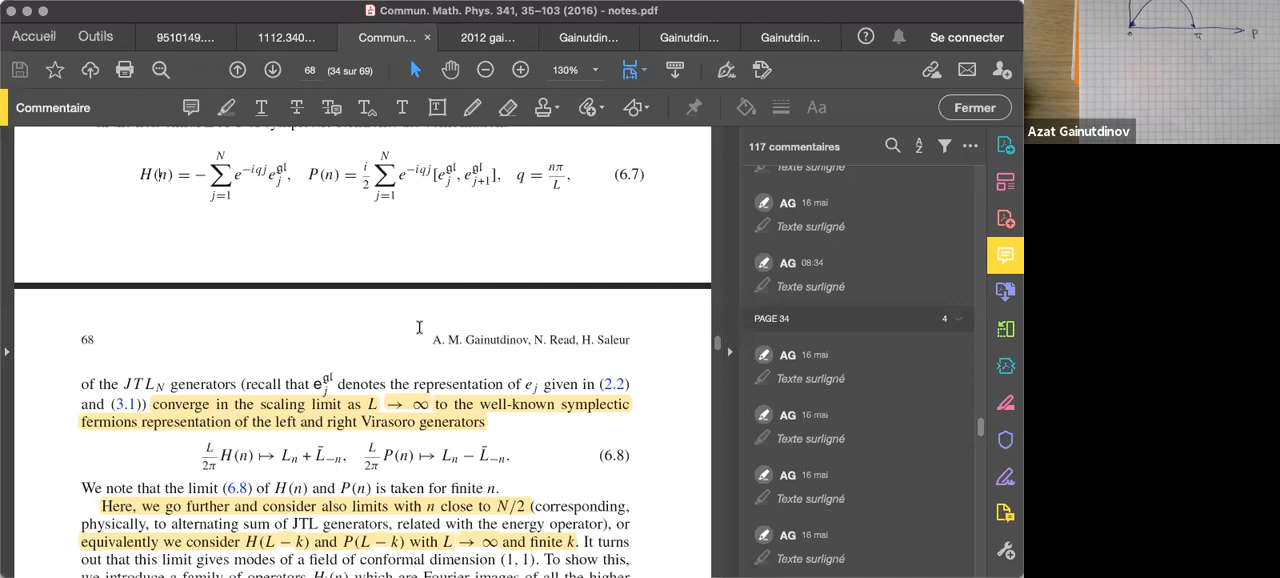 Commun. Math. Phys. 341, 35–103 (2016) - notes.pdf
Accueil Outils 9510149.... 1112.340... Commun... × 2012 gai... Gainutdin... Gainutdin... Gainutdin... Se connecter
68 (34 sur 69) 130%
Commentaire Fermer
H(n) = − ∑_{j=1}^{N} e^{−iqj} e_j^{𝔤𝔩}, P(n) = i/2 ∑_{j=1}^{N} e^{−iqj} [e_j^{𝔤𝔩}, e_{j+1}^{𝔤𝔩}], q = nπ/L, (6.7)
68 A. M. Gainutdinov, N. Read, H. Saleur
of the JTL_N generators (recall that e_j^{𝔤𝔩} denotes the representation of e_j given in (2.2)
and (3.1)) converge in the scaling limit as L → ∞ to the well-known symplectic
fermions representation of the left and right Virasoro generators
L/2π H(n) ↦ L_n + L̄_{−n}, L/2π P(n) ↦ L_n − L̄_{−n}. (6.8)
We note that the limit (6.8) of H(n) and P(n) is taken for finite n.
Here, we go further and consider also limits with n close to N/2 (corresponding,
physically, to alternating sum of JTL generators, related with the energy operator), or
equivalently we consider H(L − k) and P(L − k) with L → ∞ and finite k. It turns
out that this limit gives modes of a field of conformal dimension (1, 1). To show this,
we introduce a family of operators
117 commentaires
Texte surligné
AG 16 mai
Texte surligné
AG 08:34
Texte surligné
PAGE 34 4
AG 16 mai
Texte surligné
AG 16 mai
Texte surligné
AG 16 mai
Texte surligné
AG 16 mai
Texte surligné
0 π P
Azat Gainutdinov